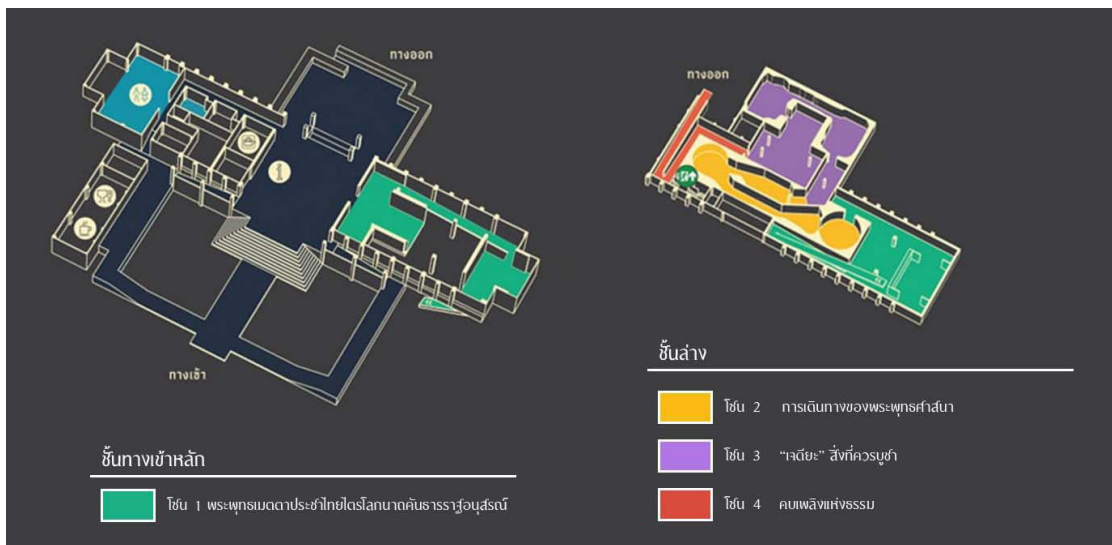 ทางออก
ทางเข้า
ชั้นทางเข้าหลัก
โซน 1 พระพุทธเมตตาประชาไทยไตรโลกนาถคันธารราฐอนุสรณ์
ทางออก
ชั้นล่าง
โซน 2 การเดินทางของพระพุทธศาสนา
โซน 3 “เจดียะ” สิ่งที่ควรบูชา
โซน 4 คบเพลิงแห่งธรรม